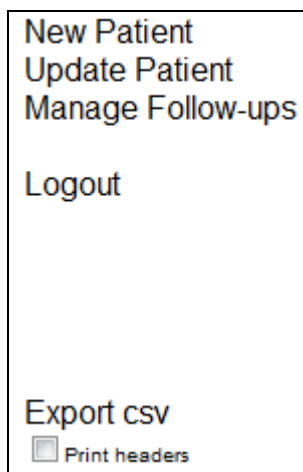 New Patient
Update Patient
Manage Follow-ups
Logout
Export csv
Print headers